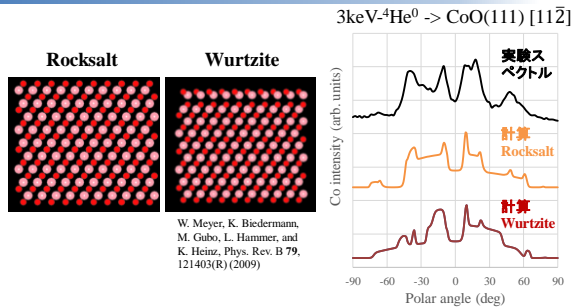 3keV-⁴He⁰ -> CoO(111) [112̄]
Rocksalt
Wurtzite
W. Meyer, K. Biedermann,
M. Gubo, L. Hammer, and
K. Heinz, Phys. Rev. B 79,
121403(R) (2009)
Co intensity (arb. units)
実験ス
ペクトル
計算
Rocksalt
計算
Wurtzite
-90 -60 -30 0 30 60 90
Polar angle (deg)